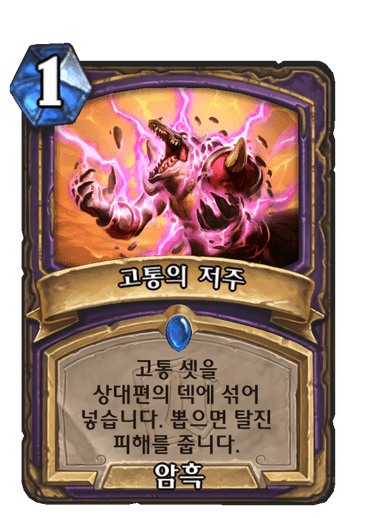 1
고통의 저주
고통 셋을
상대편의 덱에 섞어
넣습니다. 뽑으면 탈진
피해를 줍니다.
암흑